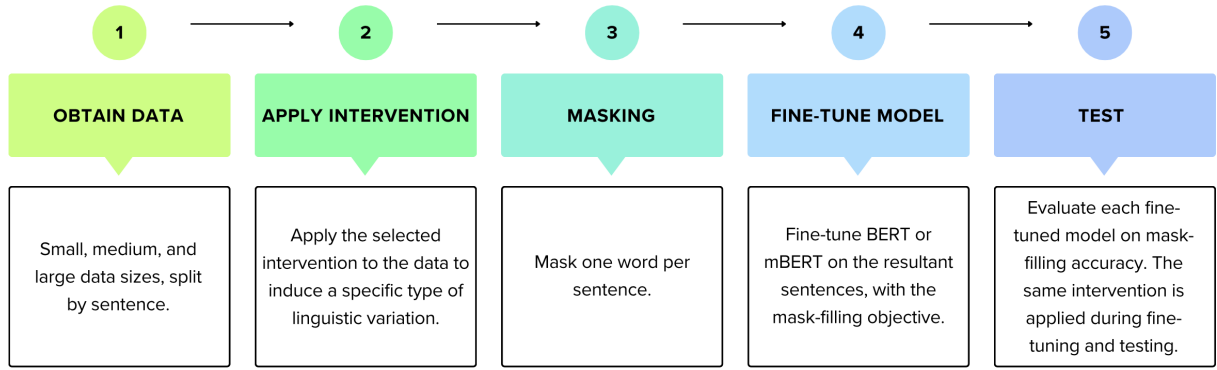 1
2
3
4
5
OBTAIN DATA
APPLY INTERVENTION
MASKING
FINE-TUNE MODEL
TEST
Small, medium, and
large data sizes, split
by sentence.
Apply the selected
intervention to the data to
induce a specific type of
linguistic variation.
Mask one word per
sentence.
Fine-tune BERT or
mBERT on the resultant
sentences, with the
mask-filling objective.
Evaluate each fine-
tuned model on mask-
filling accuracy. The
same intervention is
applied during fine-
tuning and testing.